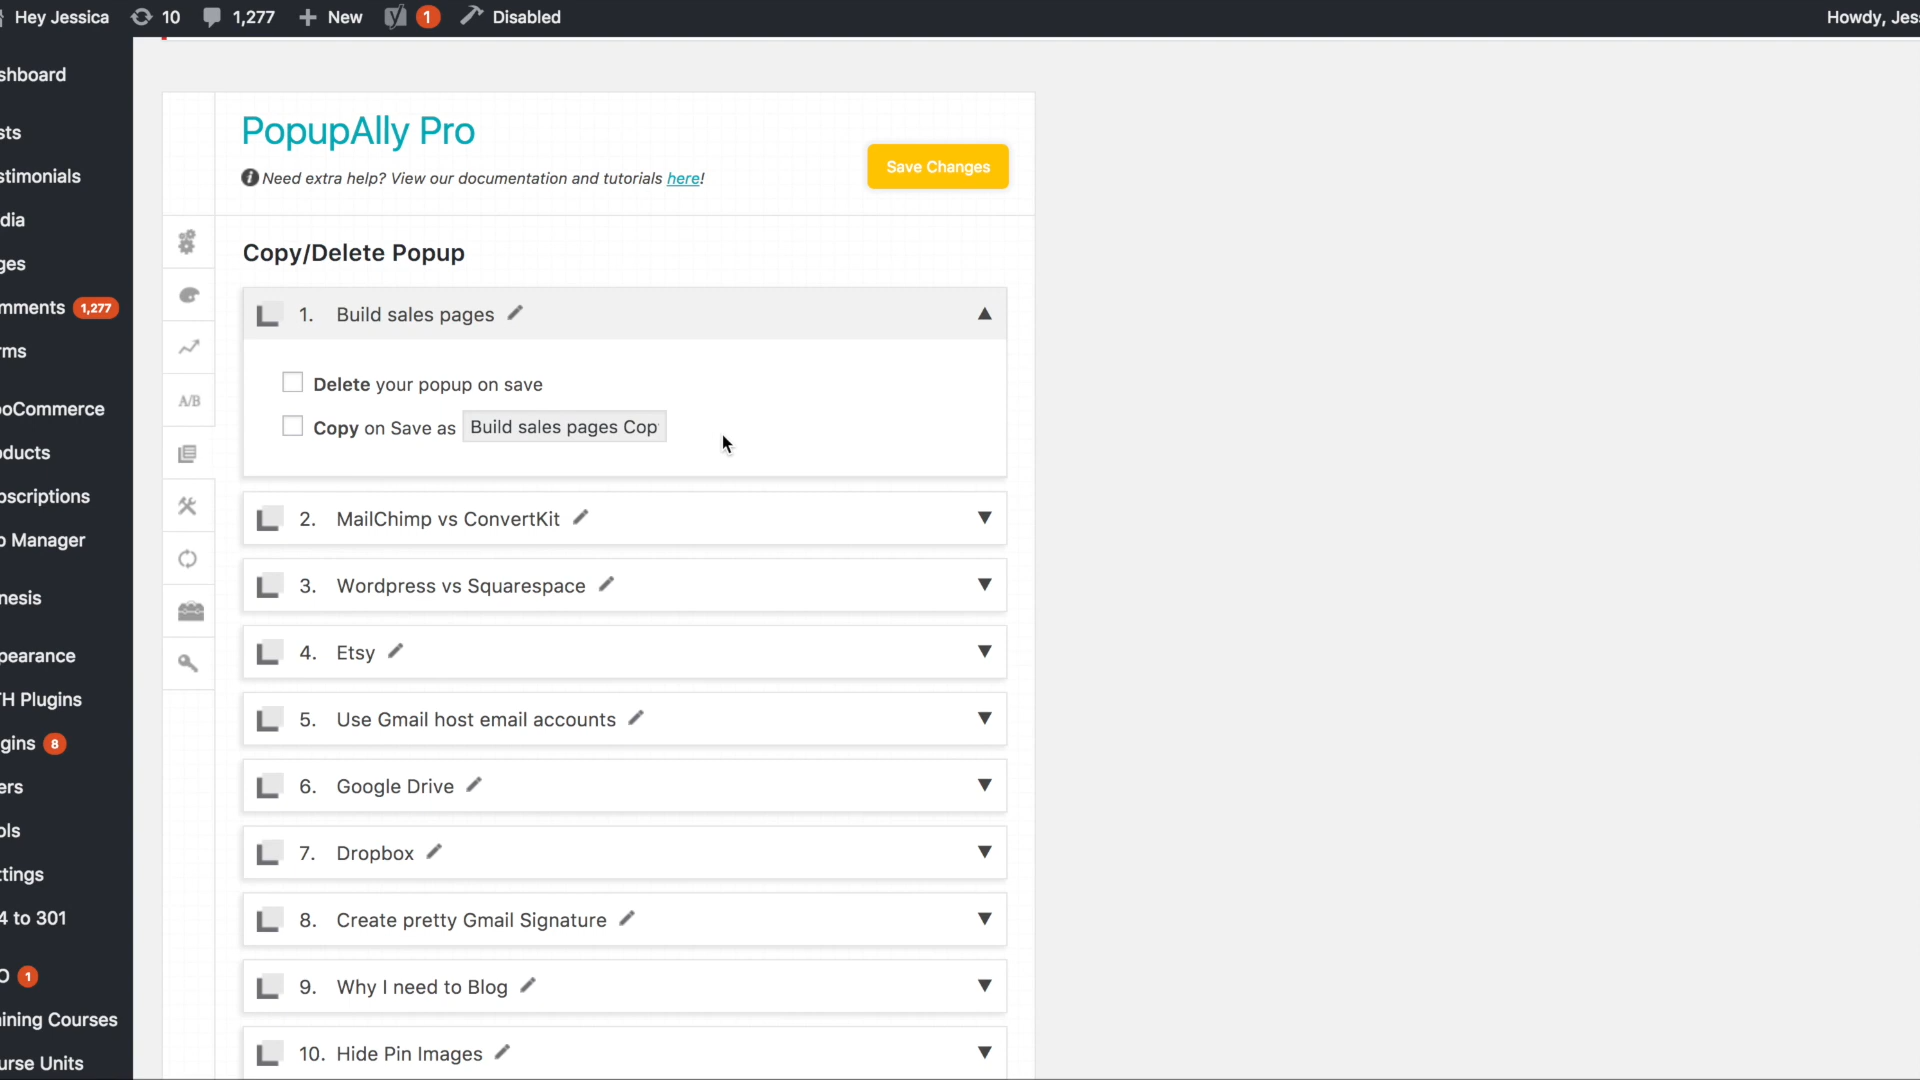 Hey Jessica 10 1,277 New 1 Disabled Howdy, Jes
shboard
sts
stimonials
dia
ges
mments 1,277
rms
oCommerce
ducts
bscriptions
o Manager
nesis
pearance
TH Plugins
gins 8
ers
ols
ttings
4 to 301
O 1
ining Courses
urse Units
PopupAlly Pro
Need extra help? View our documentation and tutorials here!
Save Changes
A/B
Copy/Delete Popup
1. Build sales pages
Delete your popup on save
Copy on Save as Build sales pages Cop
2. MailChimp vs ConvertKit
3. Wordpress vs Squarespace
4. Etsy
5. Use Gmail host email accounts
6. Google Drive
7. Dropbox
8. Create pretty Gmail Signature
9. Why I need to Blog
10. Hide Pin Images